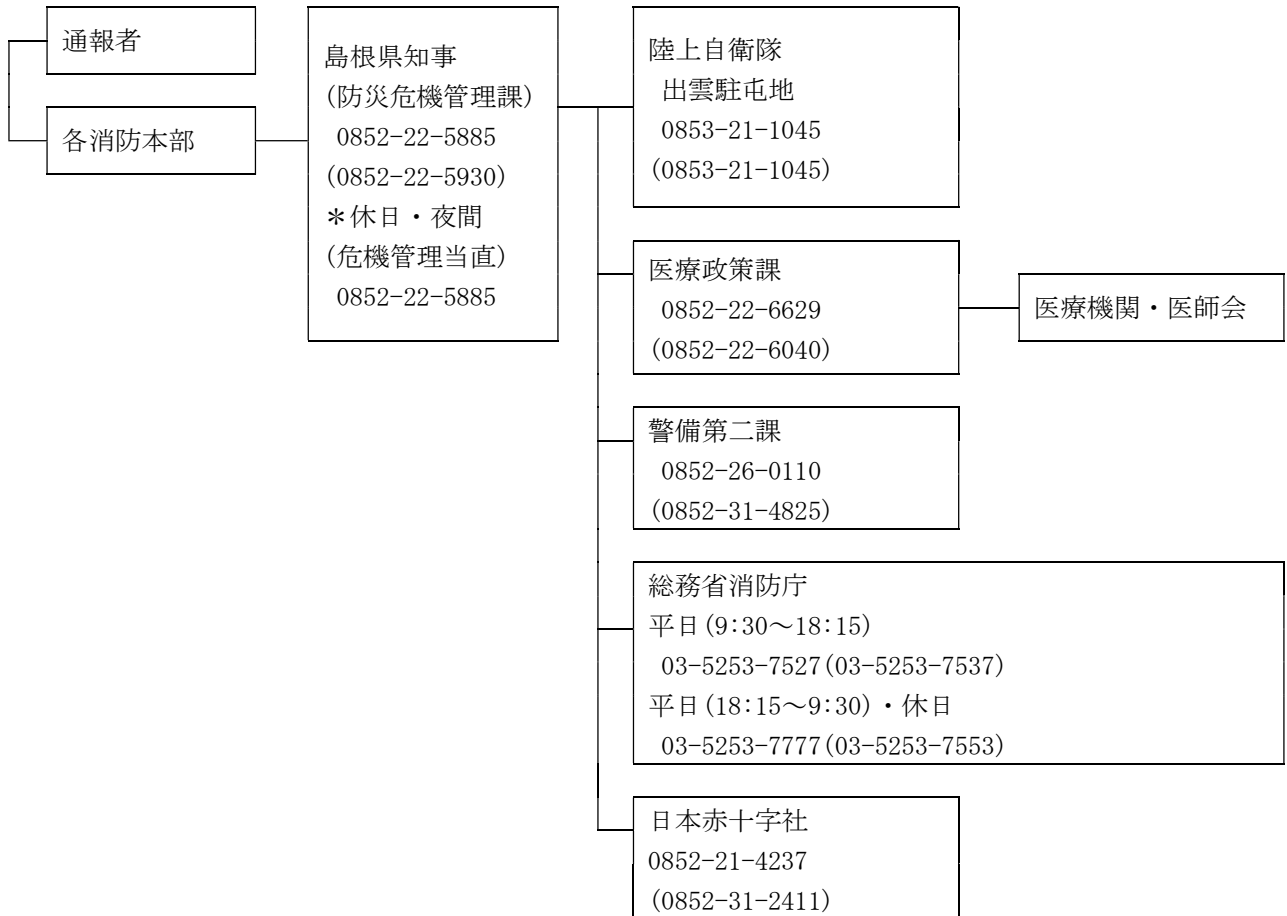 通報者
各消防本部
島根県知事
(防災危機管理課)
0852-22-5885
(0852-22-5930)
＊休日・夜間
(危機管理当直)
0852-22-5885
陸上自衛隊
出雲駐屯地
0853-21-1045
(0853-21-1045)
医療政策課
0852-22-6629
(0852-22-6040)
医療機関・医師会
警備第二課
0852-26-0110
(0852-31-4825)
総務省消防庁
平日(9:30～18:15)
03-5253-7527(03-5253-7537)
平日(18:15～9:30)・休日
03-5253-7777(03-5253-7553)
日本赤十字社
0852-21-4237
(0852-31-2411)